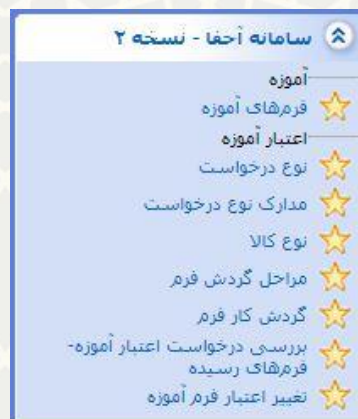 سامانه آحفا - نسخه ۲
آموزه
فرم‌های آموزه
اعتبار آموزه
نوع درخواست
مدارک نوع درخواست
نوع کالا
مراحل گردش فرم
گردش کار فرم
بررسی درخواست اعتبار آموزه-
فرم‌های رسیده
تغییر اعتبار فرم آموزه